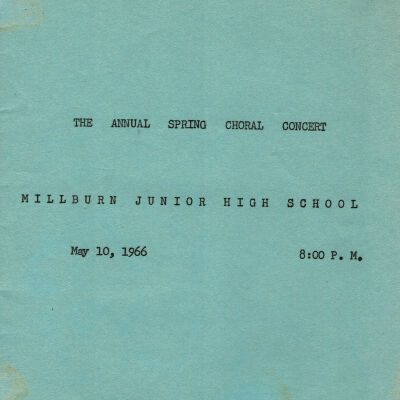 THE ANNUAL SPRING CHORAL CONCERT
MILLBURN JUNIOR HIGH SCHOOL
May 10, 1966 8:00 P. M.